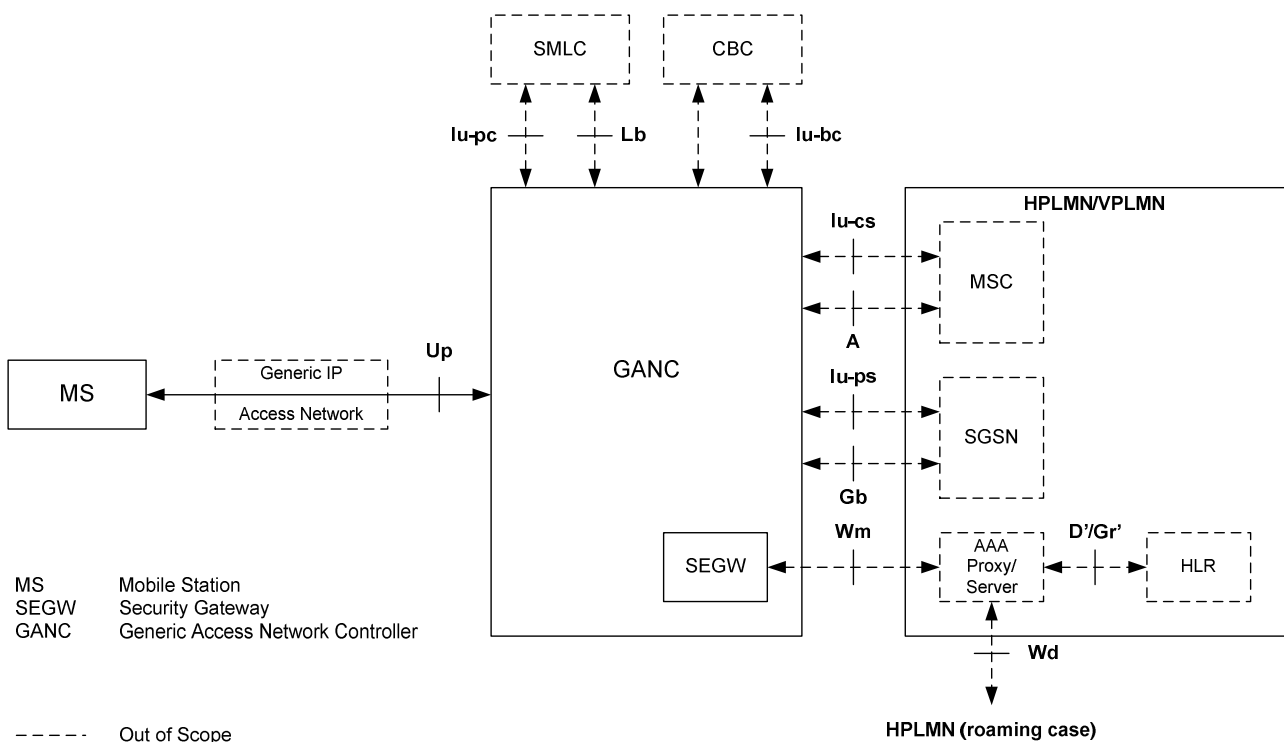 SMLC
CBC
Iu-pc
Lb
Iu-bc
HPLMN/VPLMN
Iu-cs
MSC
A
Up
Generic IP
Access Network
MS
GANC
Iu-ps
SGSN
Gb
Wm
D'/Gr'
SEGW
AAA
Proxy/
Server
HLR
MS Mobile Station
SEGW Security Gateway
GANC Generic Access Network Controller
Wd
HPLMN (roaming case)
Out of Scope